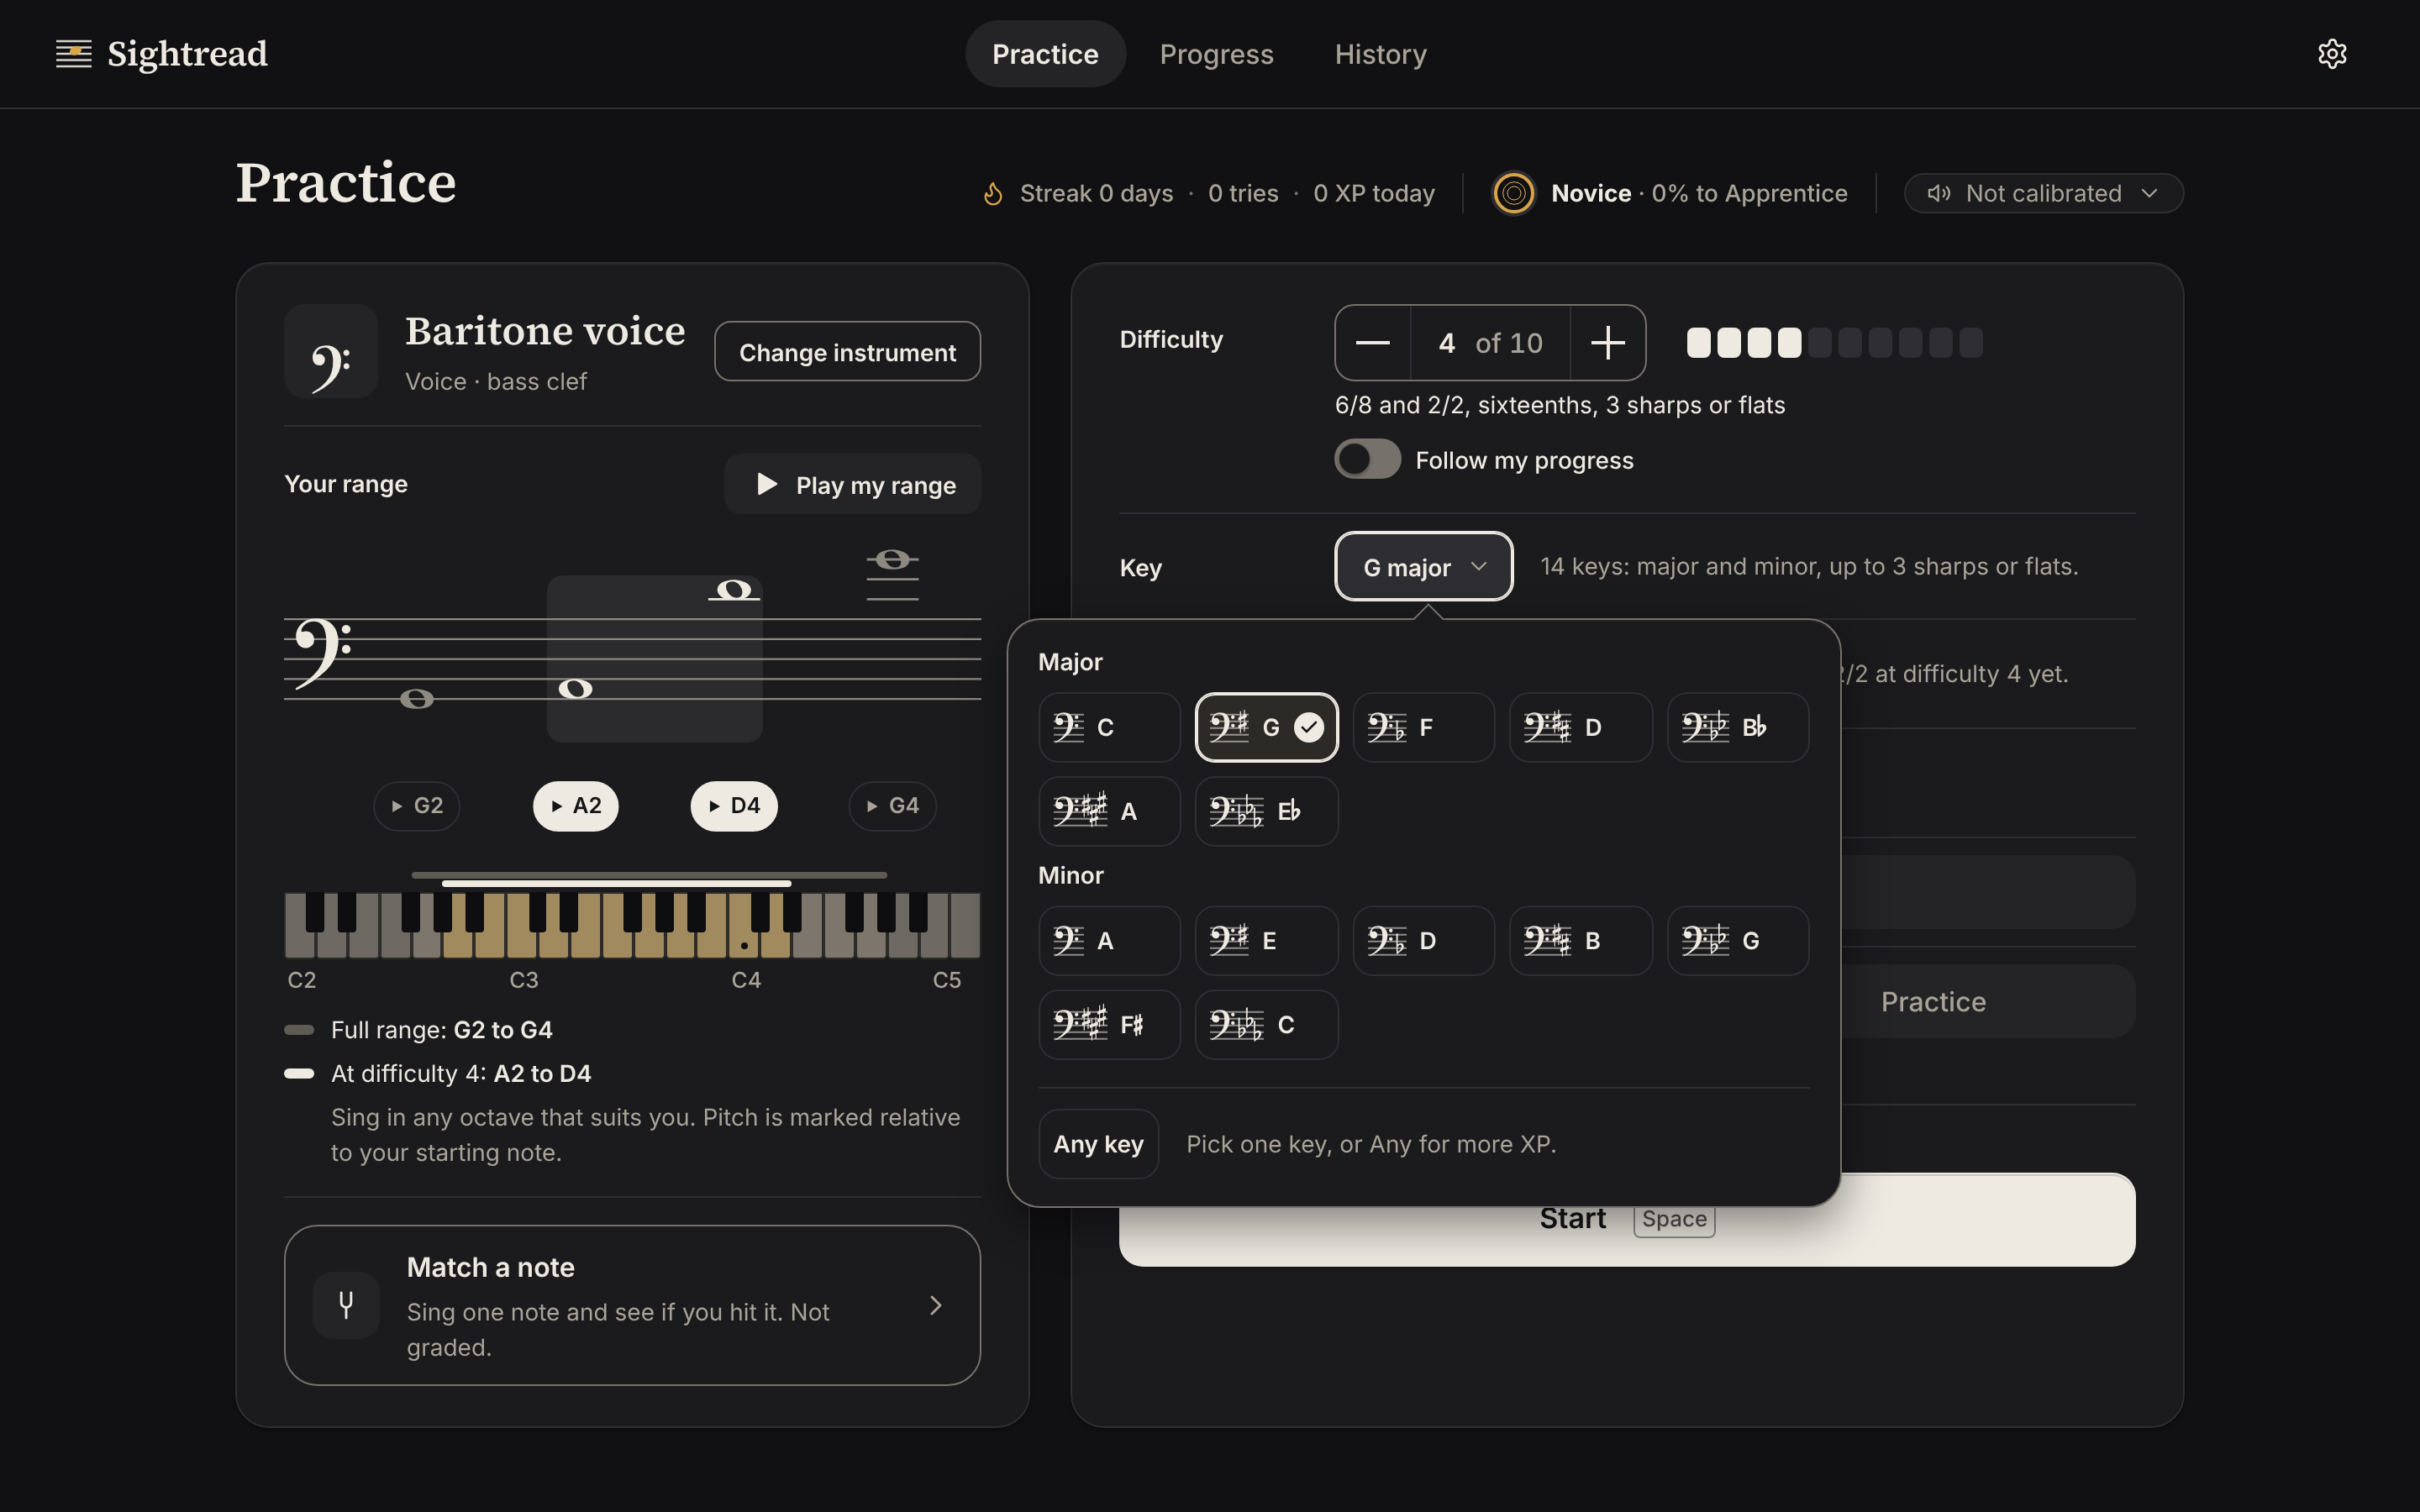 Sightread
Practice
Progress
History
Practice
Streak 0 days · 0 tries · 0 XP today
Novice · 0% to Apprentice
Not calibrated
Baritone voice
Voice · bass clef
Change instrument
Your range
Play my range
G2
A2
D4
G4
C2
C3
C4
C5
Full range: G2 to G4
At difficulty 4: A2 to D4
Sing in any octave that suits you. Pitch is marked relative
to your starting note.
Match a note
Sing one note and see if you hit it. Not
graded.
Difficulty
4 of 10
6/8 and 2/2, sixteenths, 3 sharps or flats
Follow my progress
Key
G major
14 keys: major and minor, up to 3 sharps or flats.
/2 at difficulty 4 yet.
Major
C
G
F
D
B♭
A
E♭
Minor
A
E
D
B
G
F♯
C
Any key
Pick one key, or Any for more XP.
Practice
Start
Space